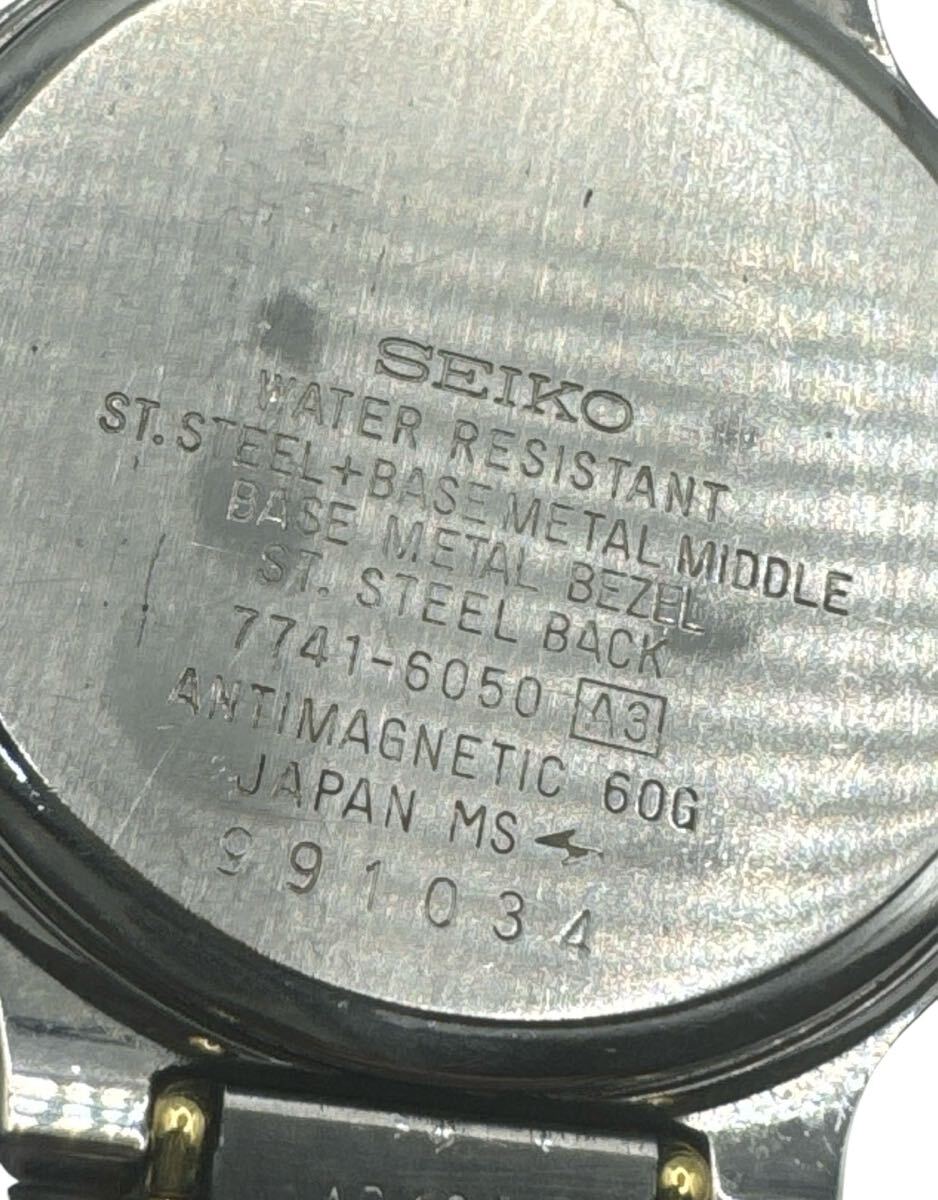 SEIKO
WATER RESISTANT
ST.STEEL+BASE METAL MIDDLE
BASE METAL BEZEL
ST. STEEL BACK
7741-6050 A3
ANTIMAGNETIC 60G
JAPAN MS
991034